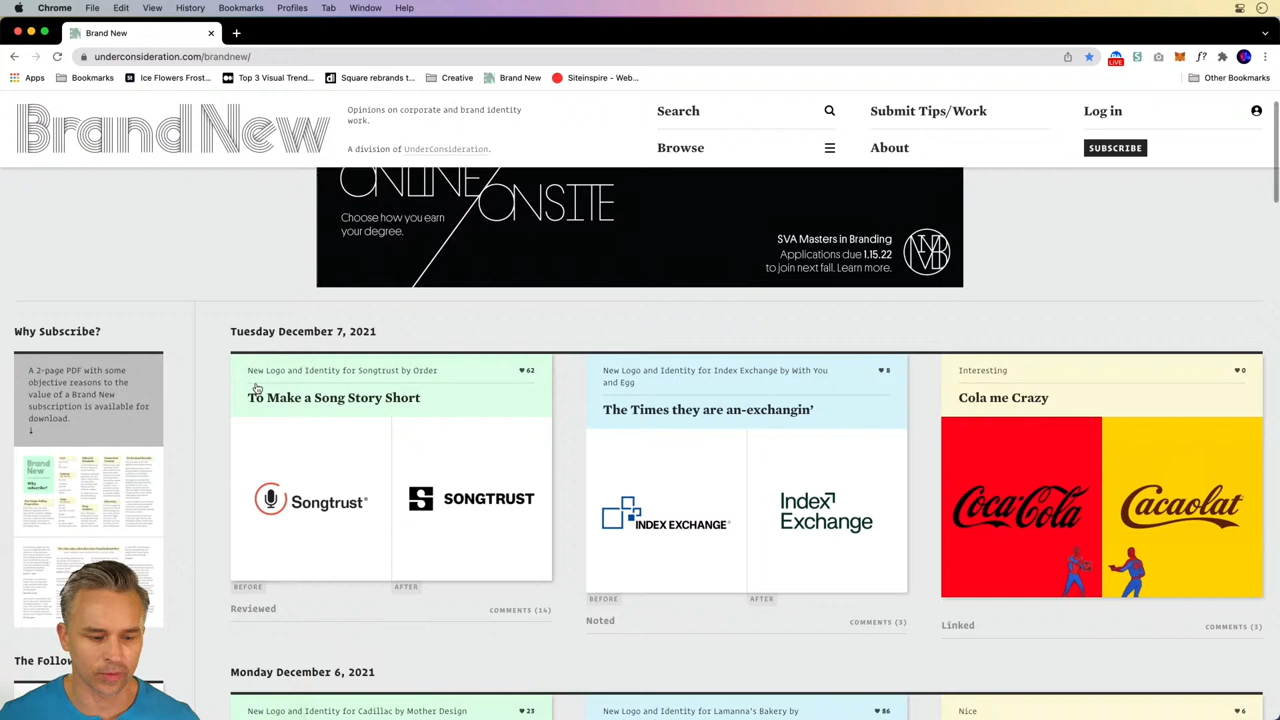 Chrome File Edit View History Bookmarks Profiles Tab Window Help
Brand New
underconsideration.com/brandnew/
LIVE
Apps Bookmarks Ice Flowers Frost... Top 3 Visual Trend... Square rebrands t... Creative Brand New Siteinspire - Web... Other Bookmarks
Brand New
Opinions on corporate and brand identity
work.
A division of UnderConsideration.
Search
Browse
Submit Tips/Work
About
Log in
SUBSCRIBE
ONLINE/
ONSITE
Choose how you earn
your degree.
SVA Masters in Branding
Applications due 1.15.22
to join next fall. Learn more.
Why Subscribe?
A 2-page PDF with some
objective reasons to the
value of a Brand New
subscription is available for
download.
↓
Brand
New
Why
subscribe?
The Follow
Tuesday December 7, 2021
New Logo and Identity for Songtrust by Order
62
To Make a Song Story Short
Songtrust®
SONGTRUST
BEFORE
AFTER
Reviewed
COMMENTS (14)
New Logo and Identity for Index Exchange by With You
and Egg
8
The Times they are an-exchangin’
INDEX EXCHANGE®
Index
Exchange
BEFORE
AFTER
Noted
COMMENTS (3)
Interesting
0
Cola me Crazy
Coca Cola
Cacaolat
Linked
COMMENTS (3)
Monday December 6, 2021
New Logo and Identity for Cadillac by Mother Design
23
New Logo and Identity for Lamanna's Bakery by
86
Nice
6